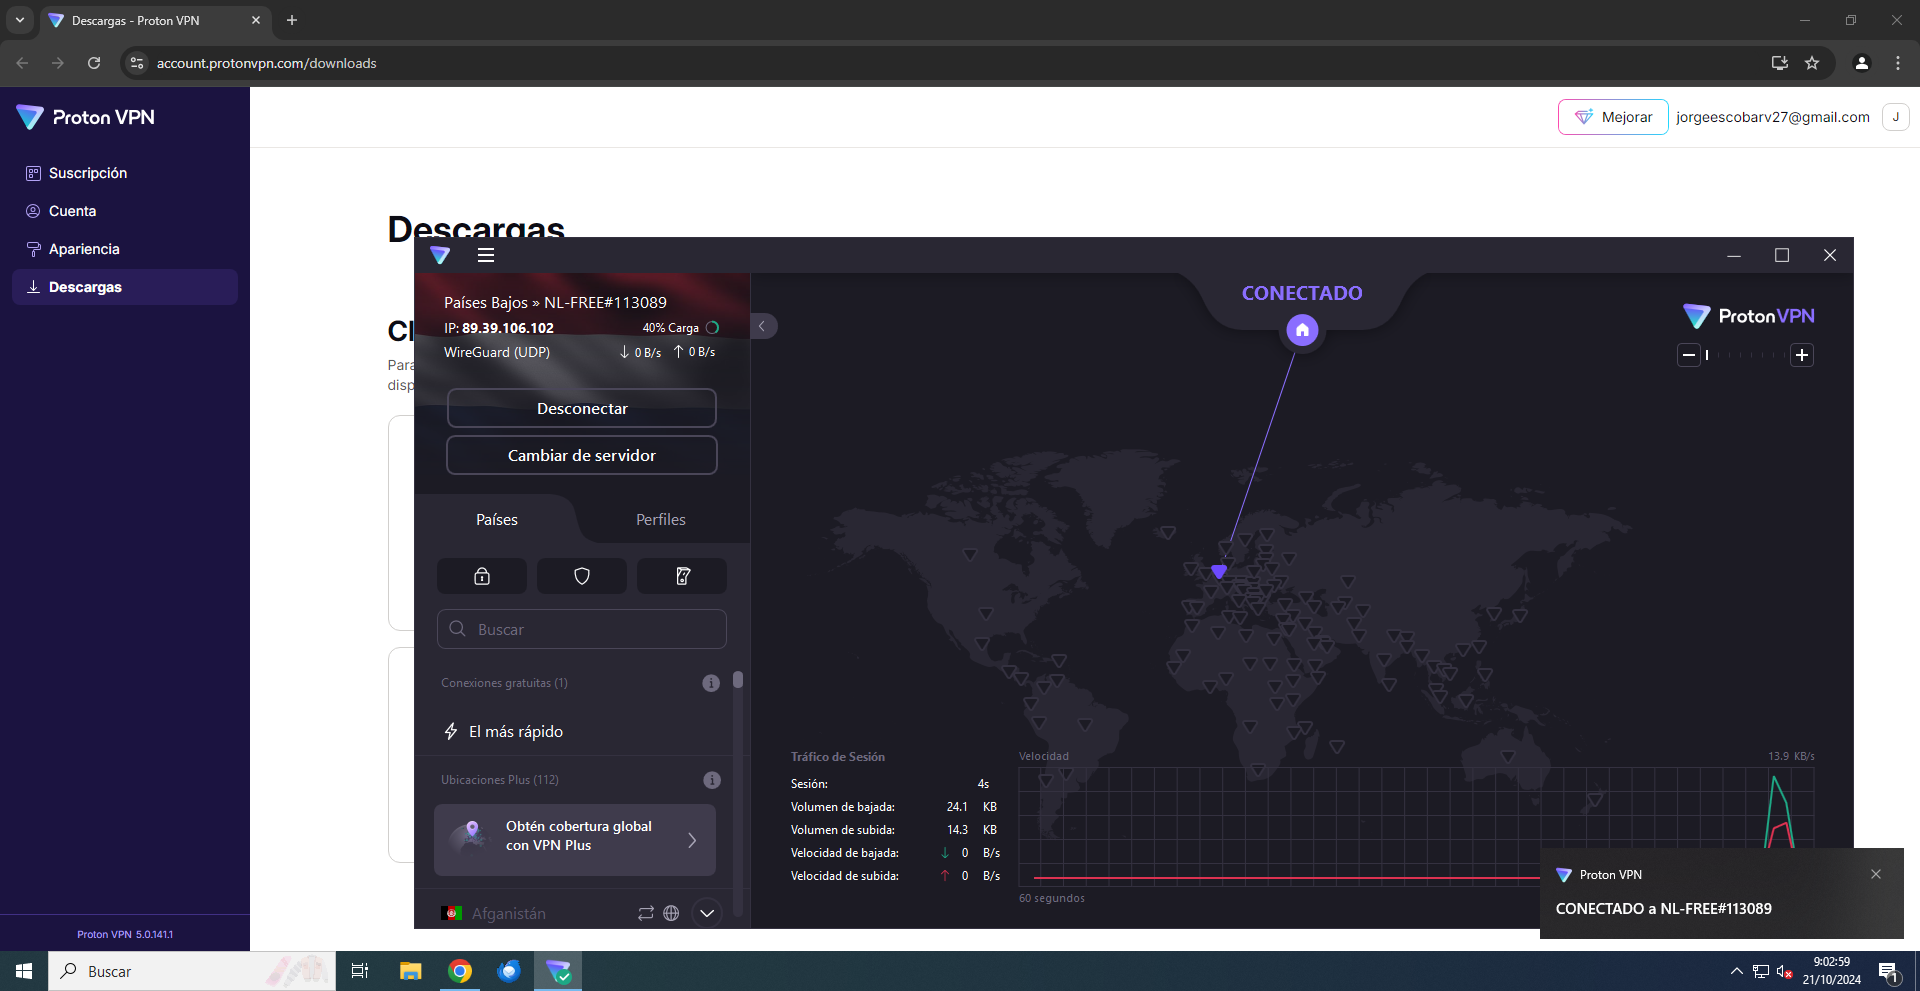 Descargas - Proton VPN
account.protonvpn.com/downloads
Proton VPN
Mejorar
jorgeescobarv27@gmail.com
J
Suscripción
Cuenta
Apariencia
Descargas
Proton VPN 5.0.141.1
Descargas
Cl
Para
disp
Países Bajos » NL-FREE#113089
IP: 89.39.106.102
40% Carga
WireGuard (UDP)
0 B/s
0 B/s
Desconectar
Cambiar de servidor
Países
Perfiles
Buscar
Conexiones gratuitas (1)
El más rápido
Ubicaciones Plus (112)
Obtén cobertura global
con VPN Plus
Afganistán
CONECTADO
ProtonVPN
Tráfico de Sesión
Sesión: 4s
Volumen de bajada: 24.1 KB
Volumen de subida: 14.3 KB
Velocidad de bajada: 0 B/s
Velocidad de subida: 0 B/s
Velocidad
13.9 KB/s
60 segundos
Proton VPN
CONECTADO a NL-FREE#113089
Buscar
9:02:59
21/10/2024
1